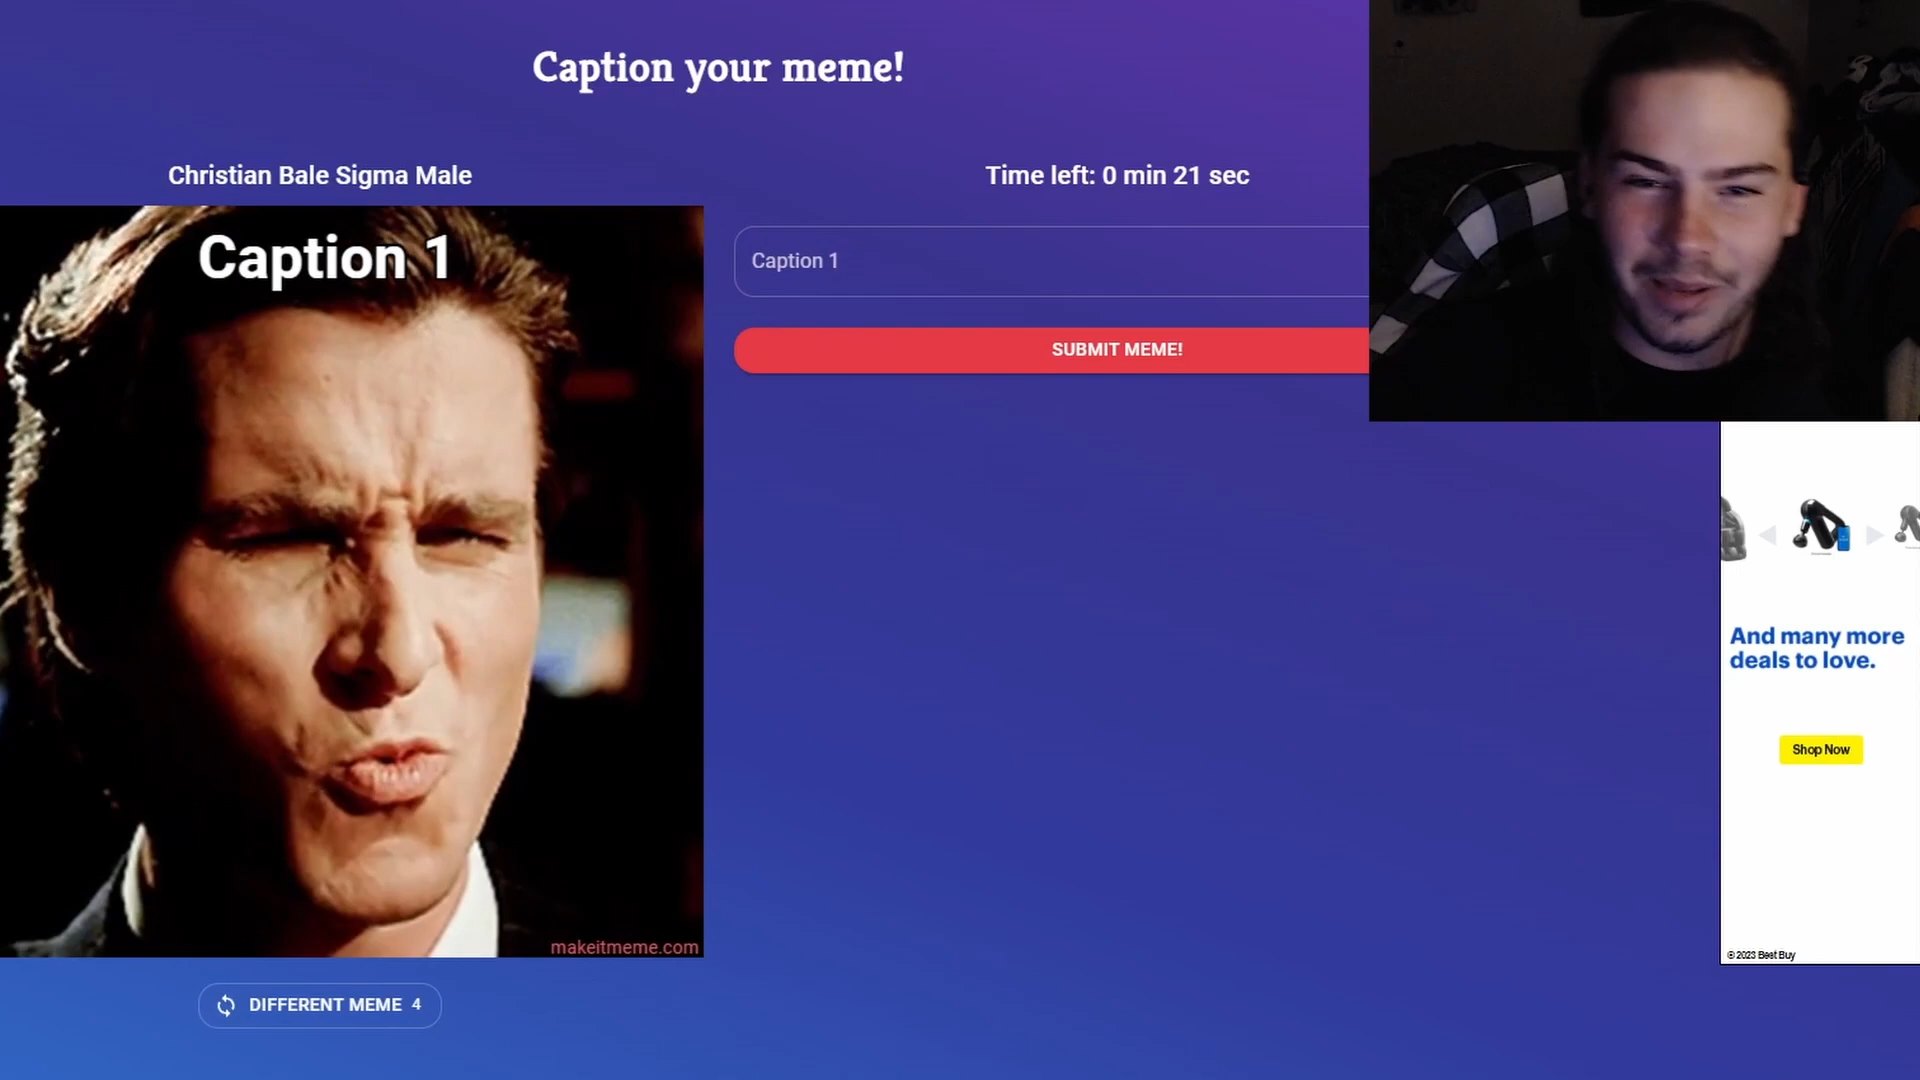 Caption your meme!
Christian Bale Sigma Male
Time left: 0 min 21 sec
Caption 1
Caption 1
SUBMIT MEME!
makeitmeme.com
DIFFERENT MEME 4
And many more
deals to love.
Shop Now
© 2023 Best Buy